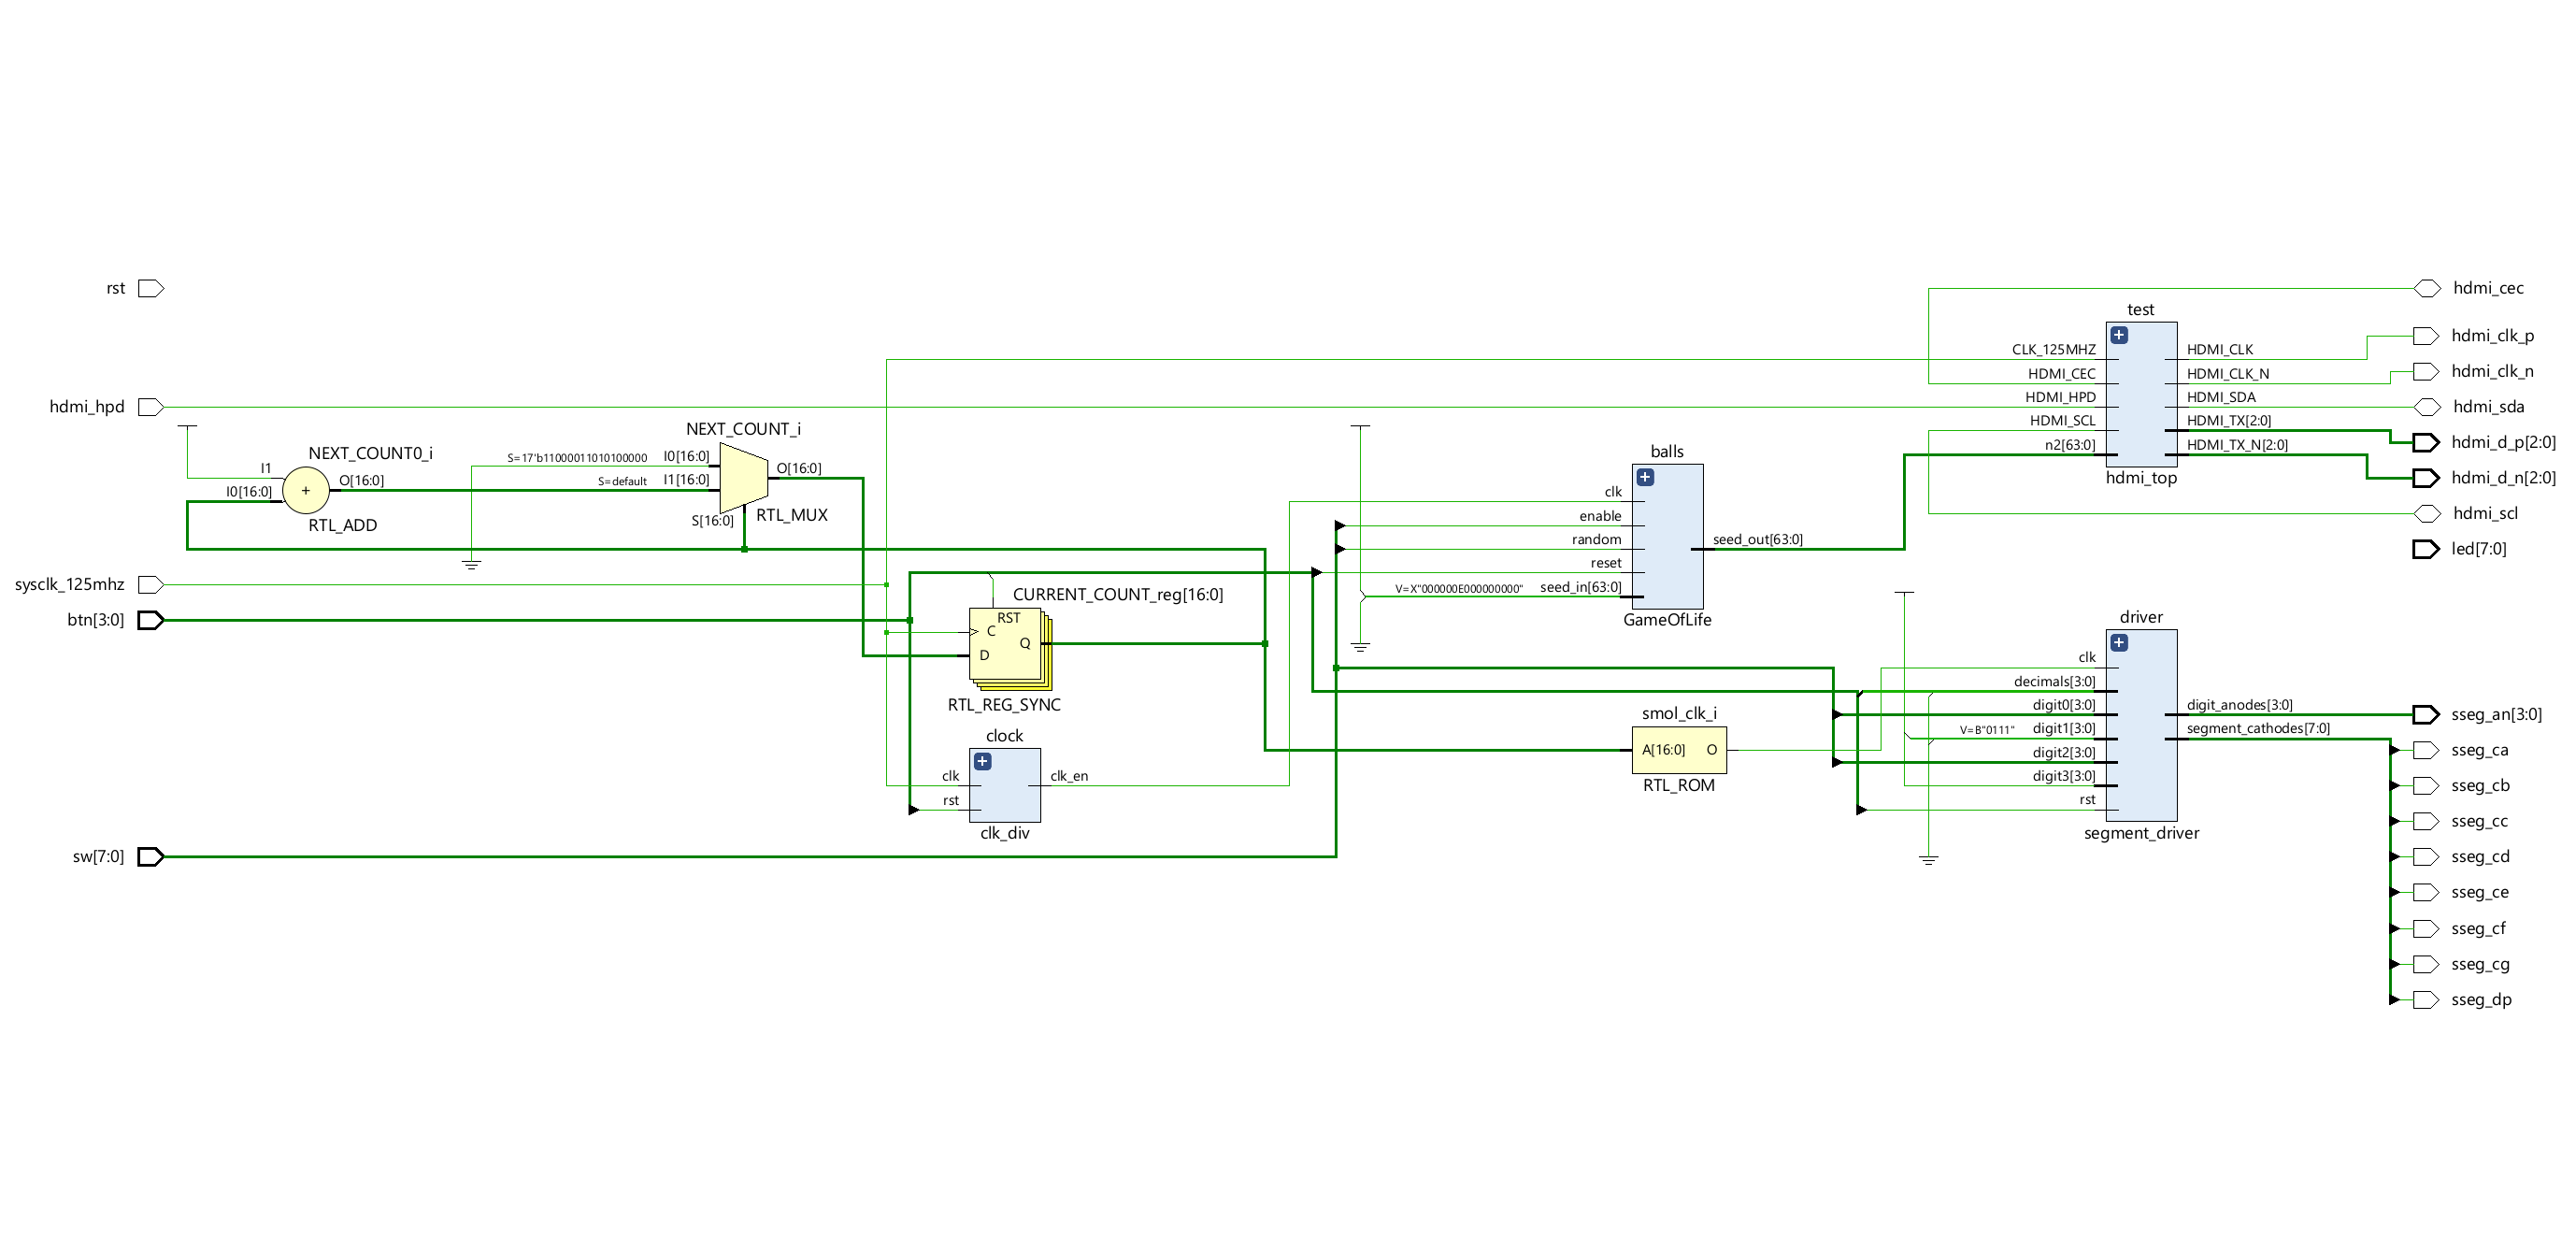 rst
hdmi_hpd
sysclk_125mhz
btn[3:0]
sw[7:0]
NEXT_COUNT0_i
I1
I0[16:0]
+
O[16:0]
RTL_ADD
NEXT_COUNT_i
S=17'b11000011010100000
I0[16:0]
S=default
I1[16:0]
S[16:0]
O[16:0]
RTL_MUX
CURRENT_COUNT_reg[16:0]
RST
C
D
Q
RTL_REG_SYNC
clock
clk
rst
clk_en
clk_div
balls
clk
enable
random
reset
V=X"000000E000000000"
seed_in[63:0]
seed_out[63:0]
GameOfLife
smol_clk_i
A[16:0]
O
RTL_ROM
test
CLK_125MHZ
HDMI_CEC
HDMI_HPD
HDMI_SCL
n2[63:0]
HDMI_CLK
HDMI_CLK_N
HDMI_SDA
HDMI_TX[2:0]
HDMI_TX_N[2:0]
hdmi_top
driver
clk
decimals[3:0]
digit0[3:0]
V=B"0111"
digit1[3:0]
digit2[3:0]
digit3[3:0]
rst
digit_anodes[3:0]
segment_cathodes[7:0]
segment_driver
hdmi_cec
hdmi_clk_p
hdmi_clk_n
hdmi_sda
hdmi_d_p[2:0]
hdmi_d_n[2:0]
hdmi_scl
led[7:0]
sseg_an[3:0]
sseg_ca
sseg_cb
sseg_cc
sseg_cd
sseg_ce
sseg_cf
sseg_cg
sseg_dp